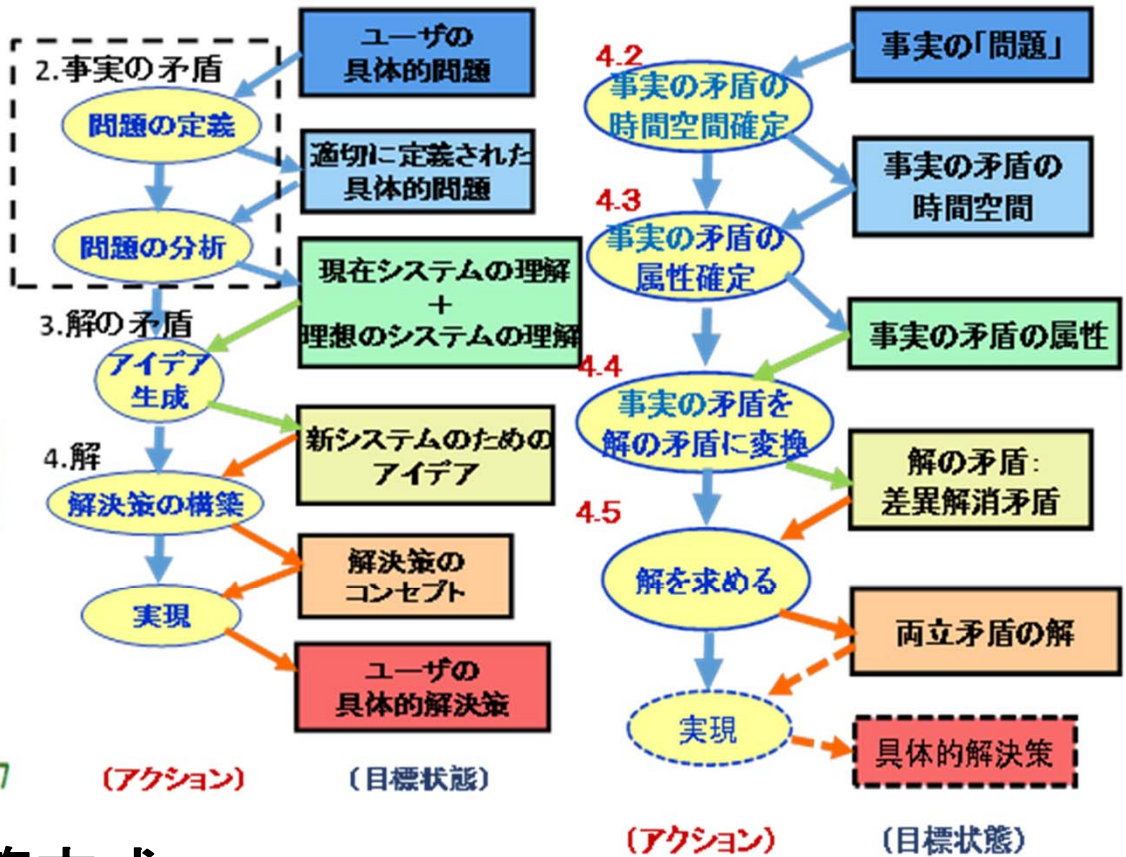 2.事実の矛盾
問題の定義
問題の分析
3.解の矛盾
アイデア
生成
4.解
解決策の構築
実現
(アクション)
ユーザの
具体的問題
適切に定義された
具体的問題
現在システムの理解
+
理想のシステムの理解
新システムのための
アイデア
解決策の
コンセプト
ユーザの
具体的解決策
(目標状態)
4.2
事実の矛盾の
時間空間確定
4.3
事実の矛盾の
属性確定
4.4
事実の矛盾を
解の矛盾に変換
4.5
解を求める
実現
(アクション)
事実の「問題」
事実の矛盾の
時間空間
事実の矛盾の属性
解の矛盾:
差異解消矛盾
両立矛盾の解
具体的解決策
(目標状態)